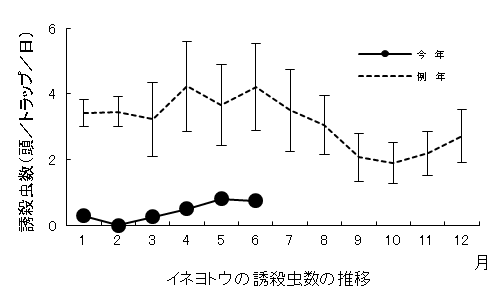 誘殺虫数(頭／トラップ／日)
6
4
2
0
今 年
例 年
1 2 3 4 5 6 7 8 9 10 11 12
月
イネヨトウの誘殺虫数の推移